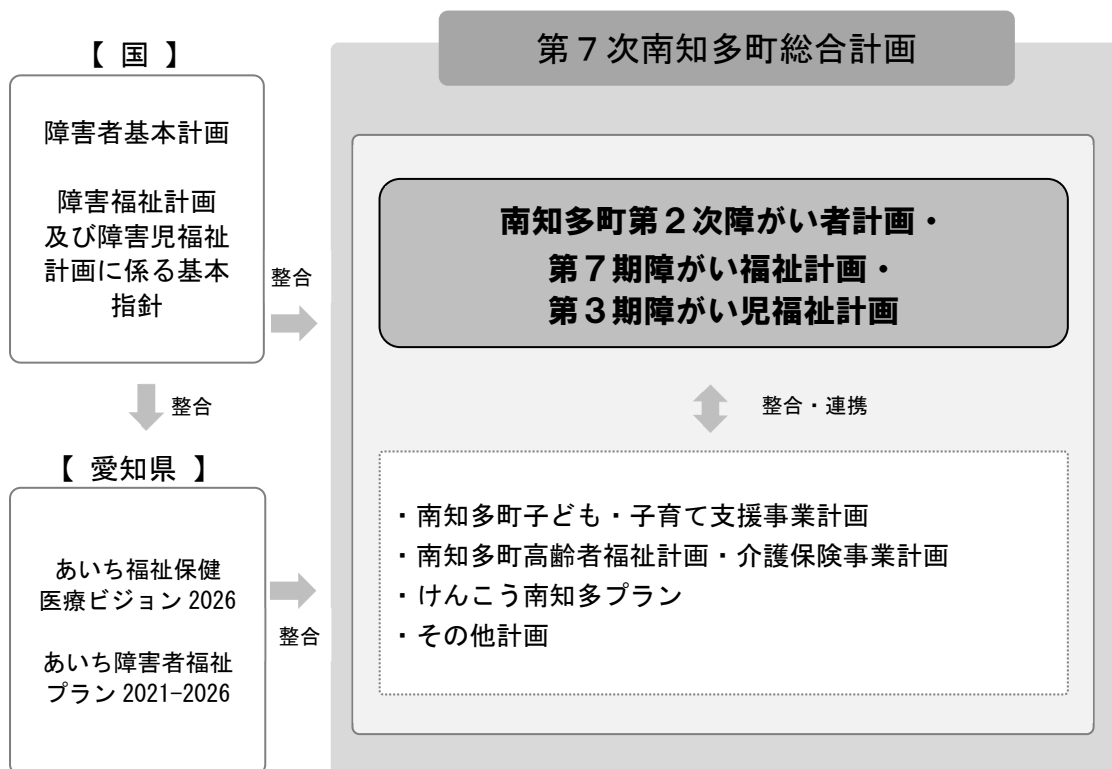 【 国 】
障害者基本計画
障害福祉計画
及び障害児福祉
計画に係る基本
指針
整合
整合
【 愛知県 】
あいち福祉保健
医療ビジョン 2026
あいち障害者福祉
プラン 2021-2026
整合
第７次南知多町総合計画
南知多町第２次障がい者計画・
第７期障がい福祉計画・
第３期障がい児福祉計画
整合・連携
・南知多町子ども・子育て支援事業計画
・南知多町高齢者福祉計画・介護保険事業計画
・けんこう南知多プラン
・その他計画